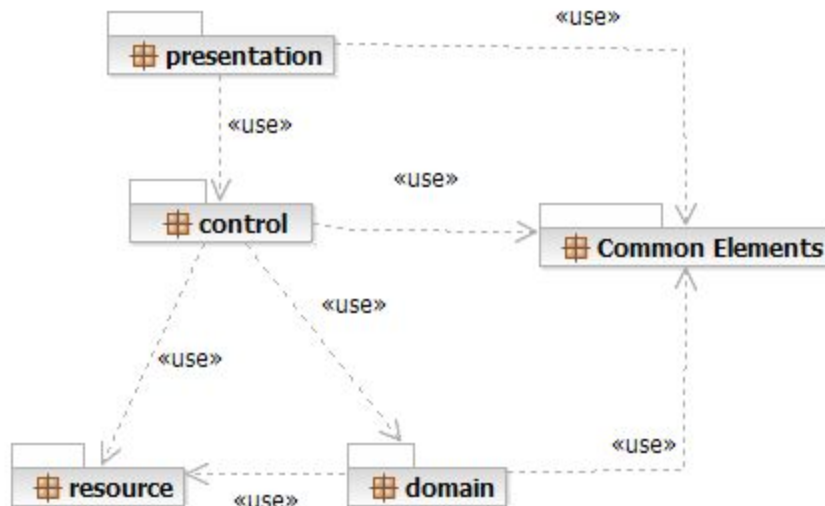 «use»
presentation
«use»
«use»
control
Common Elements
«use»
«use»
«use»
resource
domain
«use»